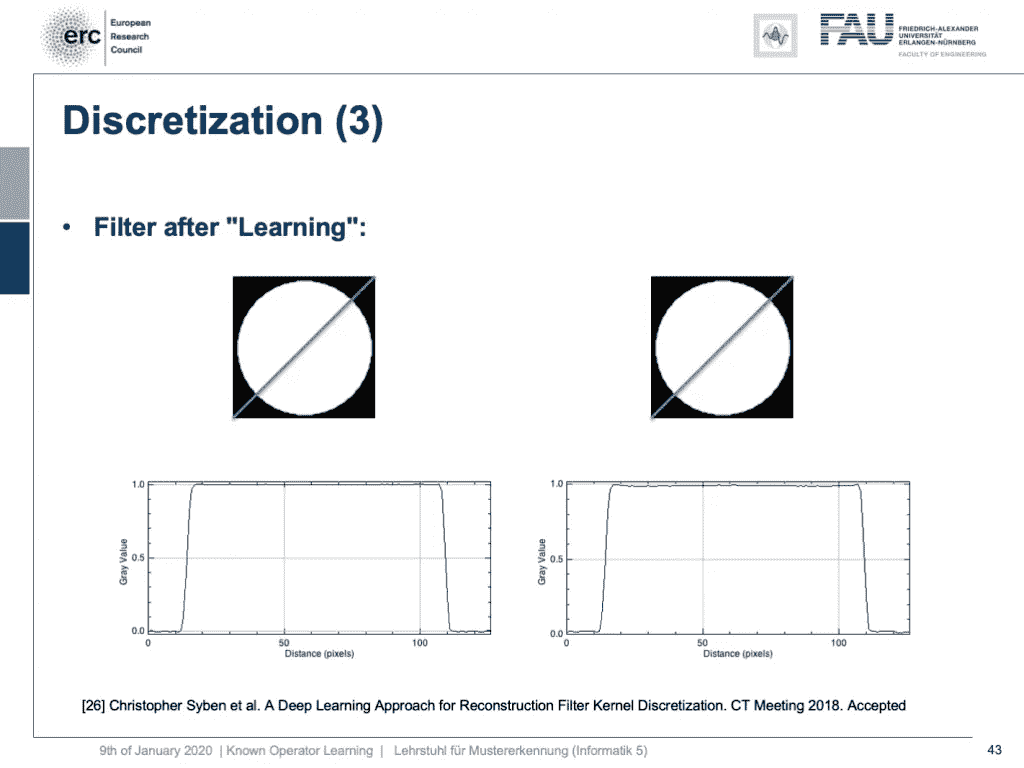 erc
European
Research
Council
FAU
FRIEDRICH-ALEXANDER
UNIVERSITÄT
ERLANGEN-NÜRNBERG
FACULTY OF ENGINEERING
Discretization (3)
• Filter after "Learning":
1.0
0.5
0.0
Gray Value
0 50 100
Distance (pixels)
1.0
0.5
0.0
Gray Value
0 50 100
Distance (pixels)
[26] Christopher Syben et al. A Deep Learning Approach for Reconstruction Filter Kernel Discretization. CT Meeting 2018. Accepted
9th of January 2020 | Known Operator Learning | Lehrstuhl für Mustererkennung (Informatik 5)
43